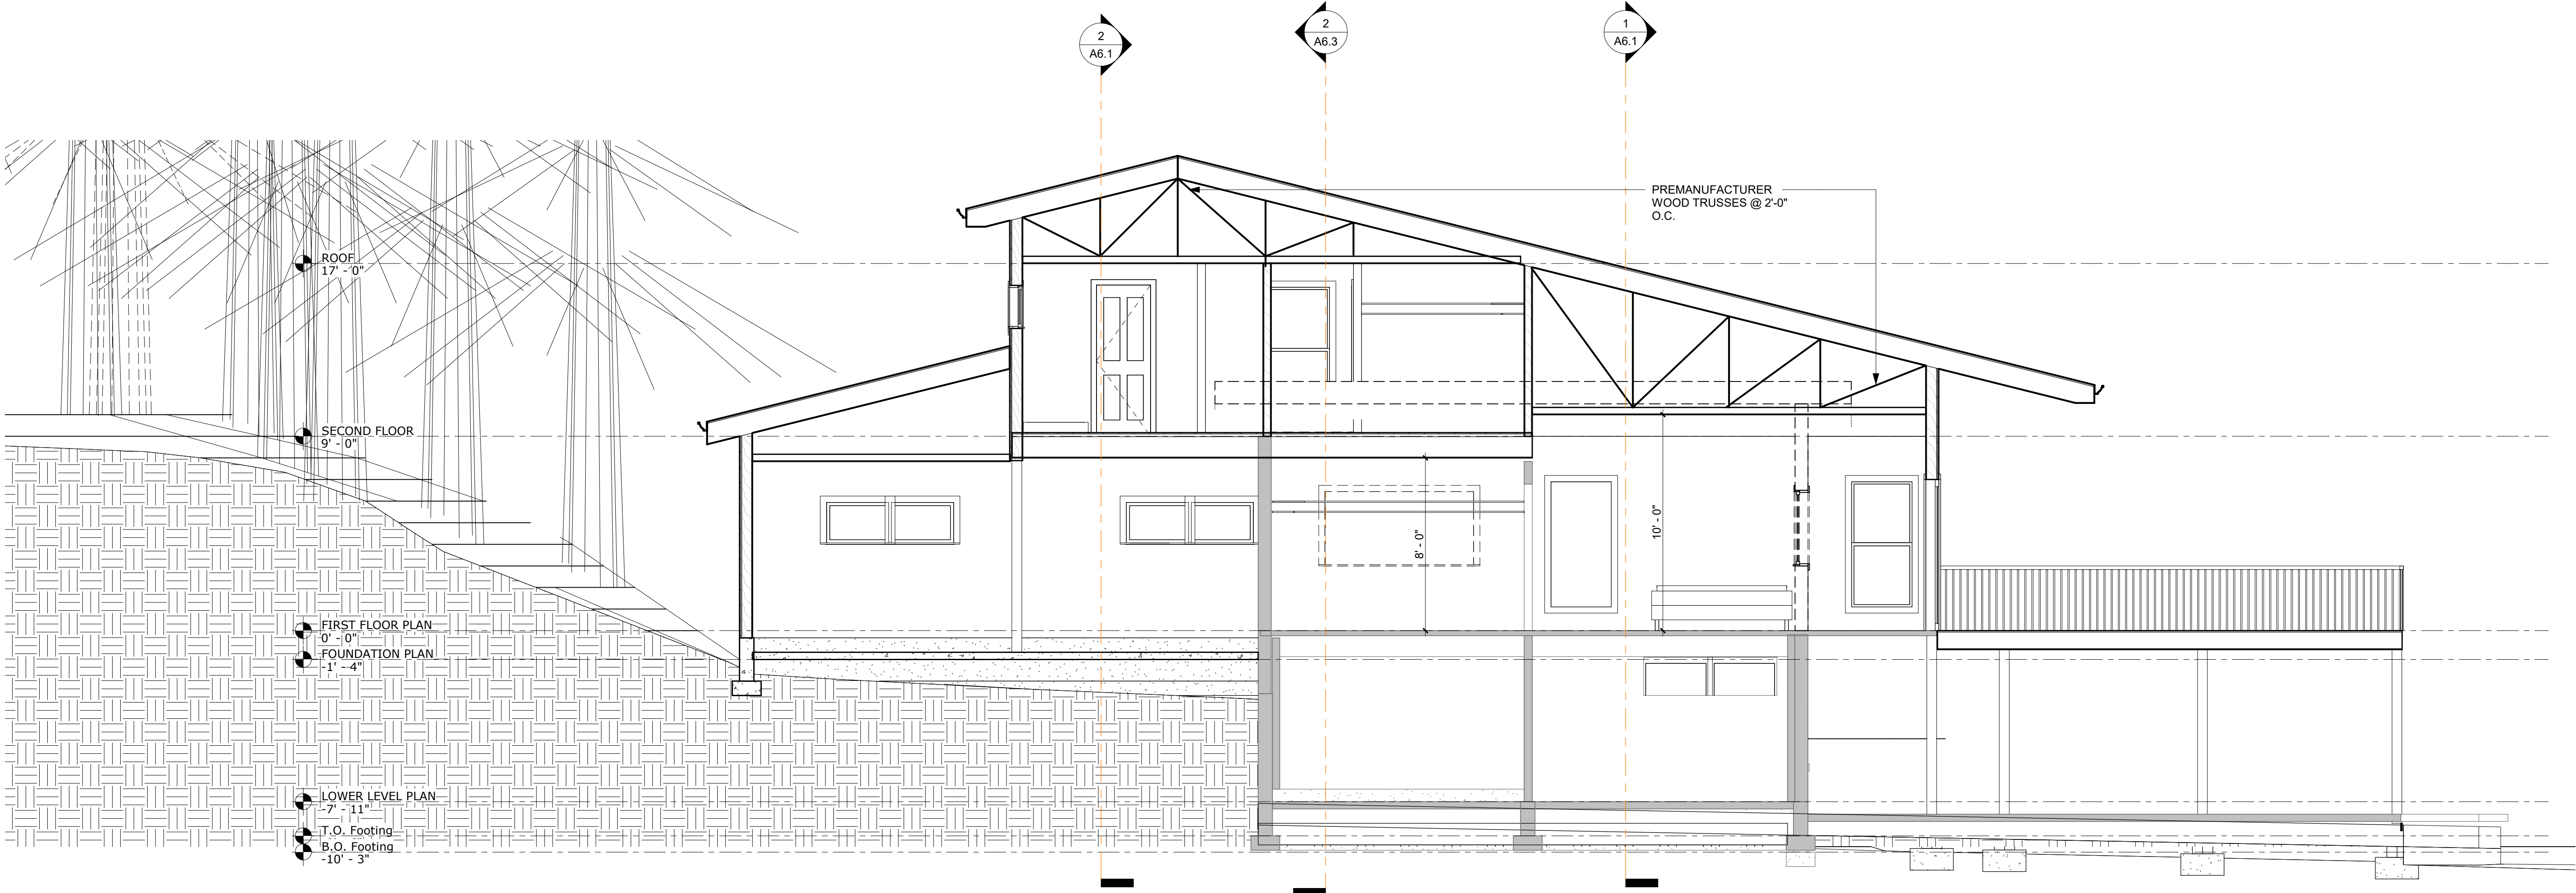 2
A6.1
2
A6.3
1
A6.1
PREMANUFACTURER
WOOD TRUSSES @ 2'-0"
O.C.
ROOF
17' - 0"
SECOND FLOOR
9' - 0"
8' - 0"
10' - 0"
FIRST FLOOR PLAN
0' - 0"
FOUNDATION PLAN
-1' - 4"
LOWER LEVEL PLAN
-7' - 11"
T.O. Footing
B.O. Footing
-10' - 3"